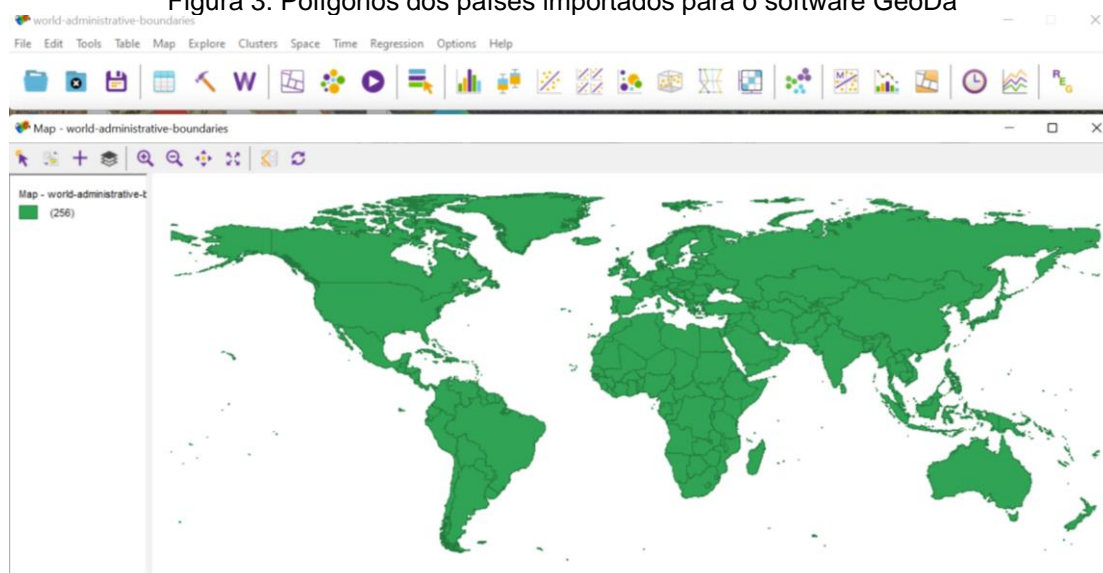 Figura 3. Polígonos dos países importados para o software GeoDa
world-administrative-boundaries
File Edit Tools Table Map Explore Clusters Space Time Regression Options Help
W M REG
Map - world-administrative-boundaries
Map - world-administrative-b
(256)